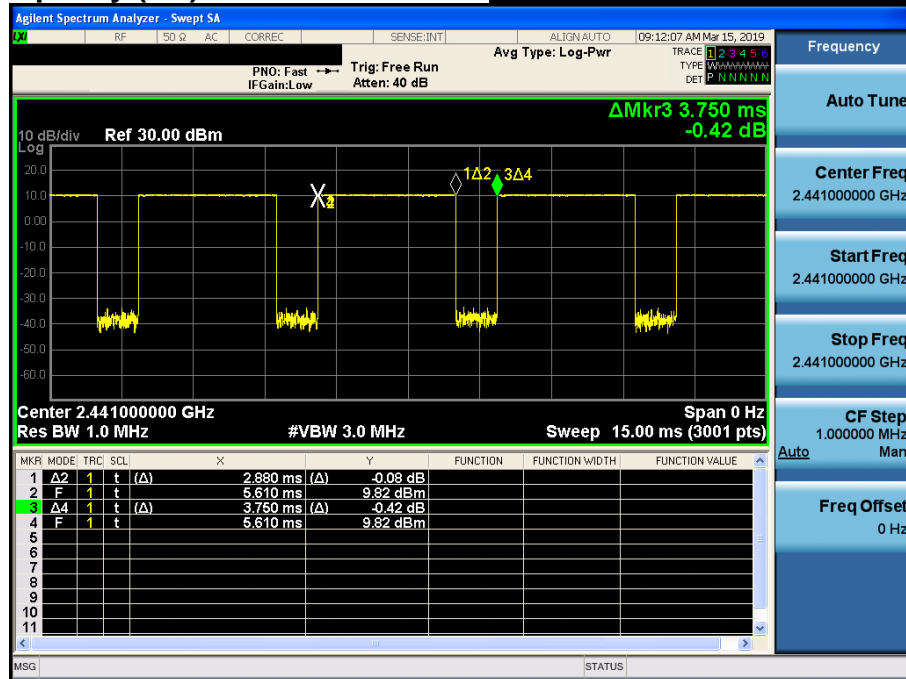 Agilent Spectrum Analyzer - Swept SA
LXI RF 50 Ω AC CORREC SENSE:INT ALIGN AUTO 09:12:07 AM Mar 15, 2019
Avg Type: Log-Pwr TRACE 1 2 3 4 5 6
PNO: Fast Trig: Free Run TYPE WWWWWW
IFGain:Low Atten: 40 dB DET P N N N N N
ΔMkr3 3.750 ms
10 dB/div Ref 30.00 dBm -0.42 dB
Log
20.0
10.0
0.00
-10.0
-20.0
-30.0
-40.0
-50.0
-60.0
1Δ2 3Δ4
X
Center 2.441000000 GHz Span 0 Hz
Res BW 1.0 MHz #VBW 3.0 MHz Sweep 15.00 ms (3001 pts)
MKR MODE TRC SCL X Y FUNCTION FUNCTION WIDTH FUNCTION VALUE
1 Δ2 1 t (Δ) 2.880 ms (Δ) -0.08 dB
2 F 1 t 5.610 ms 9.82 dBm
3 Δ4 1 t (Δ) 3.750 ms (Δ) -0.42 dB
4 F 1 t 5.610 ms 9.82 dBm
5
6
7
8
9
10
11
MSG STATUS
Frequency
Auto Tune
Center Freq
2.441000000 GHz
Start Freq
2.441000000 GHz
Stop Freq
2.441000000 GHz
CF Step
1.000000 MHz
Auto Man
Freq Offset
0 Hz